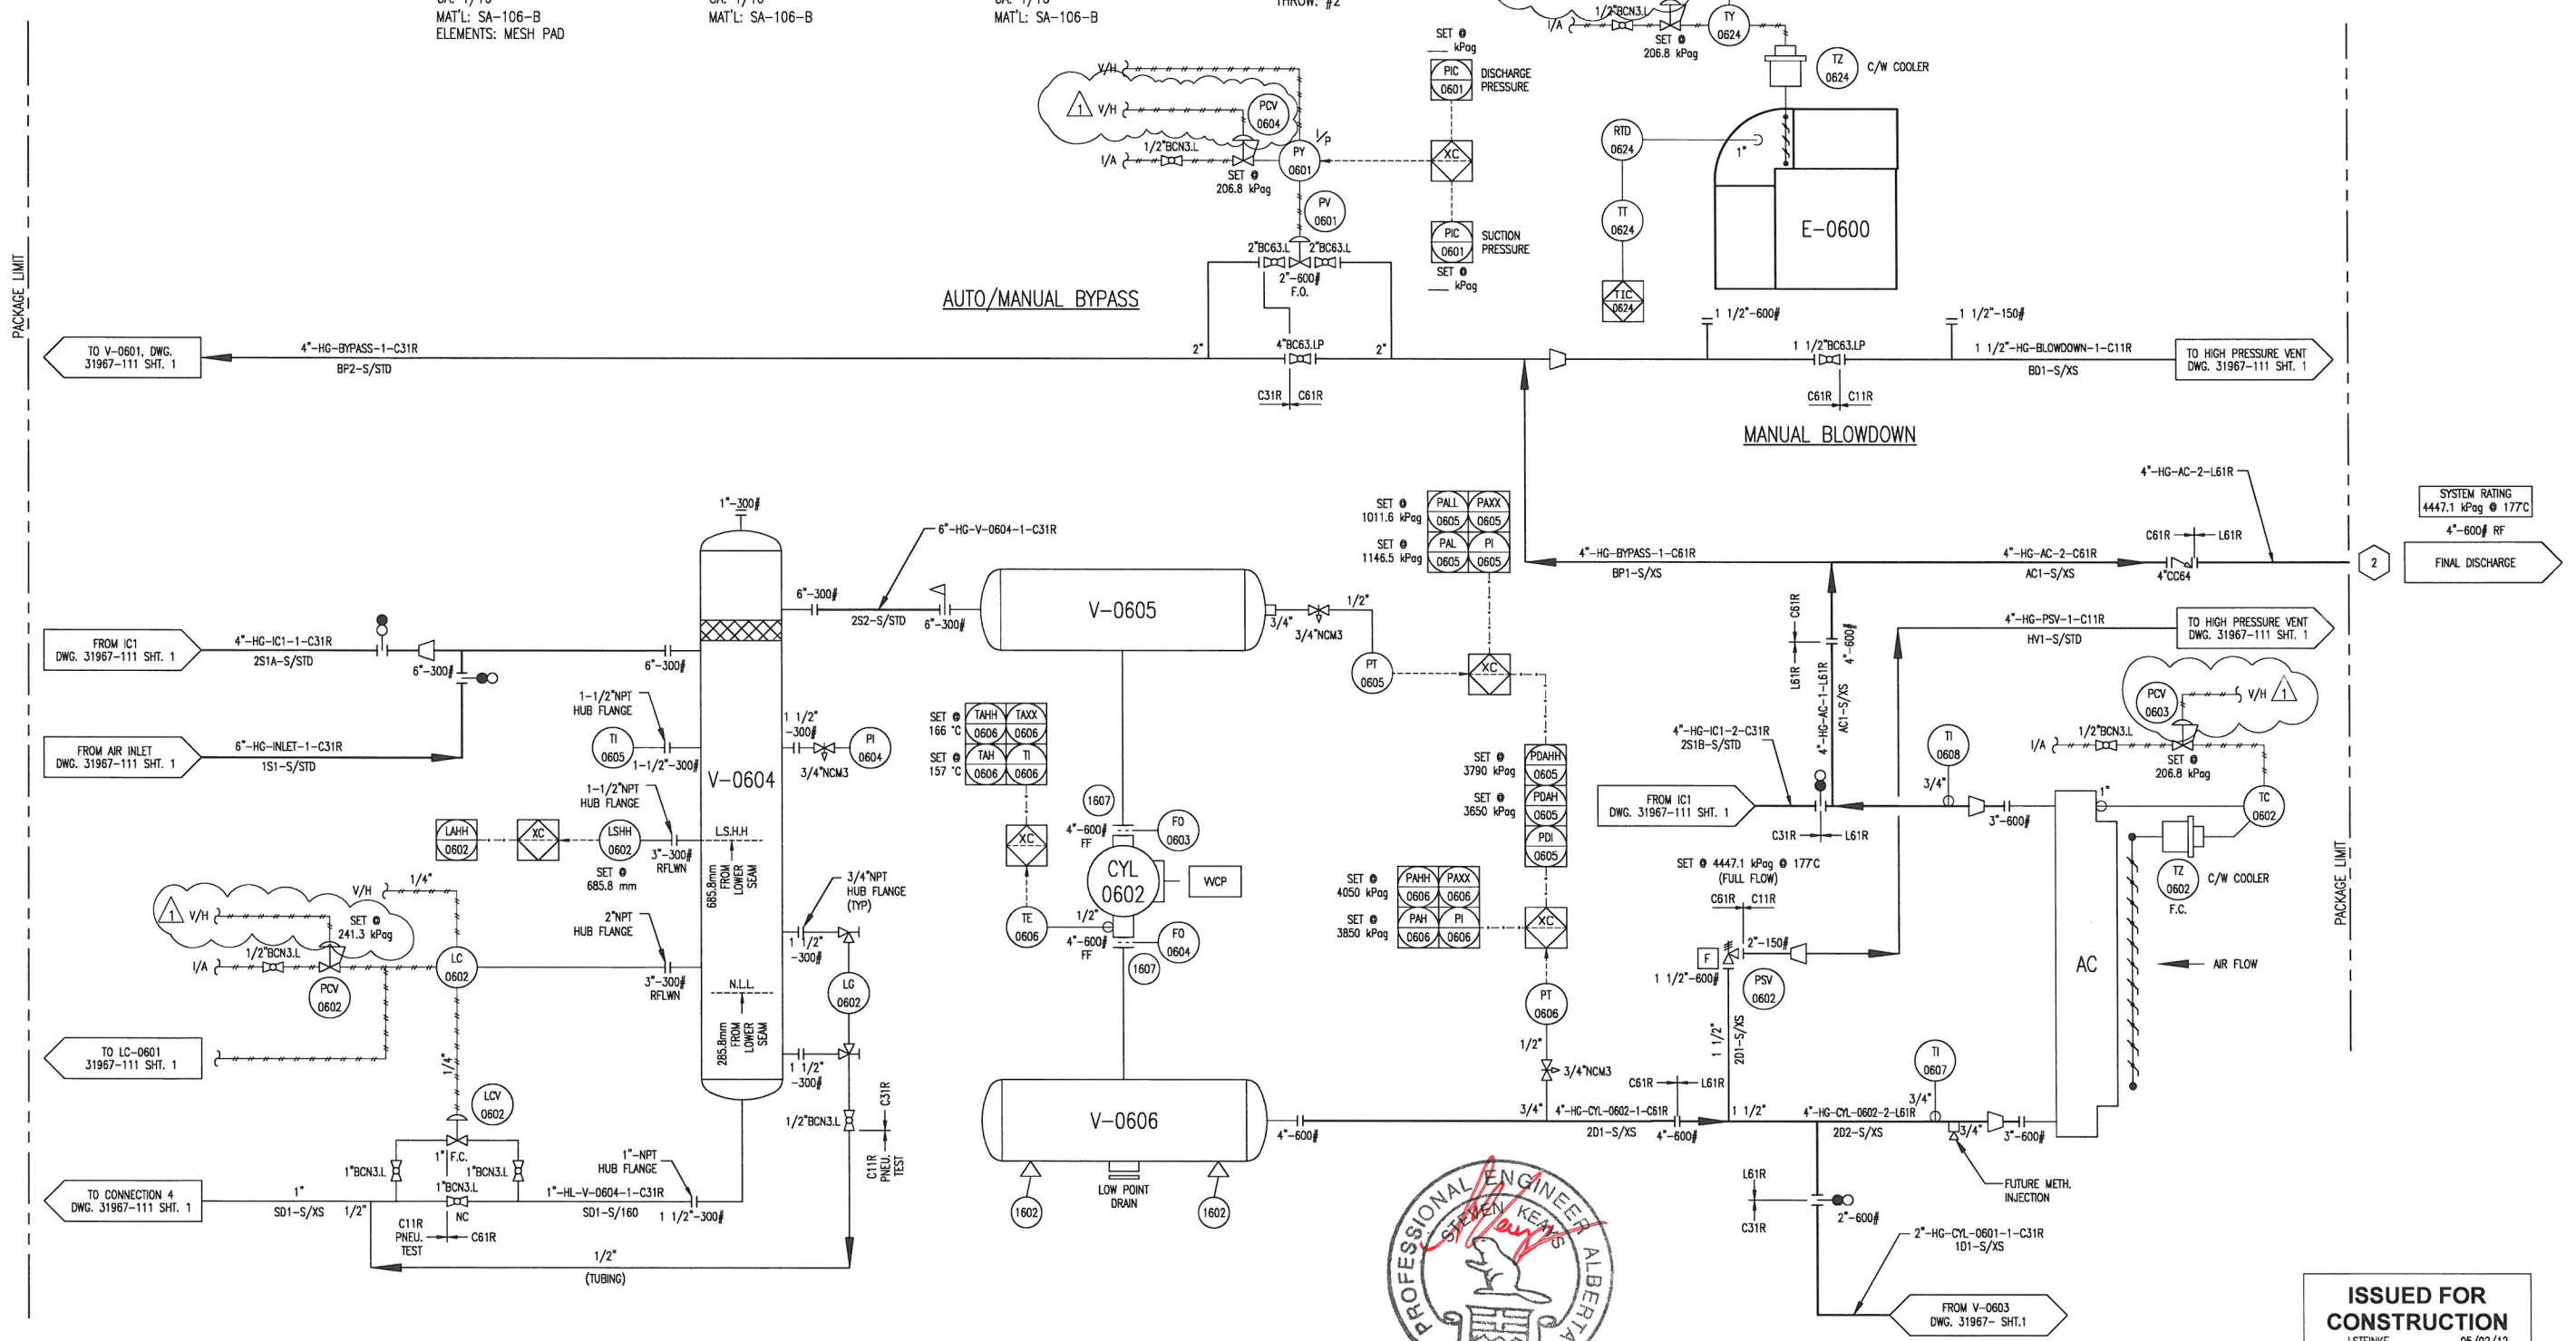 MAT'L: SA-106-B
ELEMENTS: MESH PAD
MAT'L: SA-106-B
MAT'L: SA-106-B
THROW: #2
I/A
1/2"BCN3.L
SET @
206.8 kPag
TY
0624
TZ
0624
C/W COOLER
SET @
___ kPag
PIC
0601
DISCHARGE
PRESSURE
V/H
1
V/H
PCV
0604
I/P
I/A
1/2"BCN3.L
SET @
206.8 kPag
PY
0601
XC
PV
0601
PIC
0601
SUCTION
PRESSURE
SET @
___ kPag
RTD
0624
1"
TT
0624
TIC
0624
E-0600
2"BC63.L
2"BC63.L
2"-600#
F.O.
PACKAGE LIMIT
AUTO/MANUAL BYPASS
TO V-0601, DWG.
31967-111 SHT. 1
4"-HG-BYPASS-1-C31R
BP2-S/STD
2"
4"BC63.LP
2"
C31R
C61R
1 1/2"-600#
1 1/2"-150#
1 1/2"BC63.LP
1 1/2"-HG-BLOWDOWN-1-C11R
BD1-S/XS
TO HIGH PRESSURE VENT
DWG. 31967-111 SHT. 1
C61R
C11R
MANUAL BLOWDOWN
4"-HG-AC-2-L61R
SYSTEM RATING
4447.1 kPag @ 177°C
4"-600# RF
FINAL DISCHARGE
2
C61R
L61R
4"CC64
4"-HG-BYPASS-1-C61R
BP1-S/XS
4"-HG-AC-2-C61R
AC1-S/XS
1"-300#
6"-HG-V-0604-1-C31R
6"-300#
2S2-S/STD
6"-300#
V-0605
3/4"
3/4"NCM3
1/2"
PT
0605
XC
SET @
1011.6 kPag
PALL
0605
PAXX
0605
SET @
1146.5 kPag
PAL
0605
PI
0605
FROM IC1
DWG. 31967-111 SHT. 1
4"-HG-IC1-1-C31R
2S1A-S/STD
6"-300#
6"-300#
FROM AIR INLET
DWG. 31967-111 SHT. 1
6"-HG-INLET-1-C31R
1S1-S/STD
1-1/2"NPT
HUB FLANGE
TI
0605
1-1/2"-300#
1 1/2"
-300#
3/4"NCM3
PI
0604
V-0604
1-1/2"NPT
HUB FLANGE
LAHH
0602
XC
LSHH
0602
SET @
685.8 mm
3"-300#
RFLWN
L.S.H.H
685.8mm
FROM
LOWER
SEAM
SET @
166 °C
TAHH
0606
TAXX
0606
SET @
157 °C
TAH
0606
TI
0606
XC
TE
0606
1/2"
1607
4"-600#
FF
FO
0603
CYL
0602
VVCP
4"-600#
FF
FO
0604
1607
SET @
3790 kPag
PDAHH
0605
SET @
3650 kPag
PDAH
0605
PDI
0605
SET @
4050 kPag
PAHH
0606
PAXX
0606
SET @
3850 kPag
PAH
0606
PI
0606
XC
PT
0606
1/2"
3/4"NCM3
3/4"
L61R
C61R
4"-600#
4"-HG-AC-1-L61R
AC1-S/XS
4"-HG-PSV-1-C11R
HV1-S/STD
TO HIGH PRESSURE VENT
DWG. 31967-111 SHT. 1
4"-HG-IC1-2-C31R
2S1B-S/STD
FROM IC1
DWG. 31967-111 SHT. 1
C31R
L61R
TI
0608
3/4"
3"-600#
PCV
0603
V/H
1
I/A
1/2"BCN3.L
SET @
206.8 kPag
1"
TC
0602
TZ
0602
F.C.
C/W COOLER
AC
AIR FLOW
PACKAGE LIMIT
SET @ 4447.1 kPag @ 177°C
(FULL FLOW)
C61R
C11R
F
2"-150#
1 1/2"-600#
PSV
0602
1 1/2"
2D1-S/XS
1/4"
V/H
1
V/H
SET @
241.3 kPag
I/A
1/2"BCN3.L
PCV
0602
LC
0602
2"NPT
HUB FLANGE
3"-300#
RFLWN
3/4"NPT
HUB FLANGE
(TYP)
1 1/2"
-300#
LG
0602
N.L.L.
285.8mm
FROM
LOWER
SEAM
1 1/2"
-300#
TO LC-0601
31967-111 SHT. 1
1/4"
LCV
0602
1/2"BCN3.L
C31R
C11R
PNEU.
TEST
1" F.C.
1"BCN3.L
1"BCN3.L
1"BCN3.L
NC
1"-NPT
HUB FLANGE
TO CONNECTION 4
DWG. 31967-111 SHT. 1
1"
SD1-S/XS
1/2"
C11R
PNEU.
TEST
C61R
1"-HL-V-0604-1-C31R
SD1-S/160
1 1/2"-300#
1/2"
(TUBING)
V-0606
1602
LOW POINT
DRAIN
1602
4"-600#
4"-HG-CYL-0602-1-C61R
2D1-S/XS
C61R
L61R
4"-600#
1 1/2"
4"-HG-CYL-0602-2-L61R
2D2-S/XS
TI
0607
3/4"
3/4"
3"-600#
FUTURE METH.
INJECTION
L61R
C31R
2"-600#
2"-HG-CYL-0601-1-C31R
1D1-S/XS
FROM V-0603
DWG. 31967- SHT.1
PROFESSIONAL ENGINEER ALBERTA
STEVEN KEALS
ISSUED FOR
CONSTRUCTION